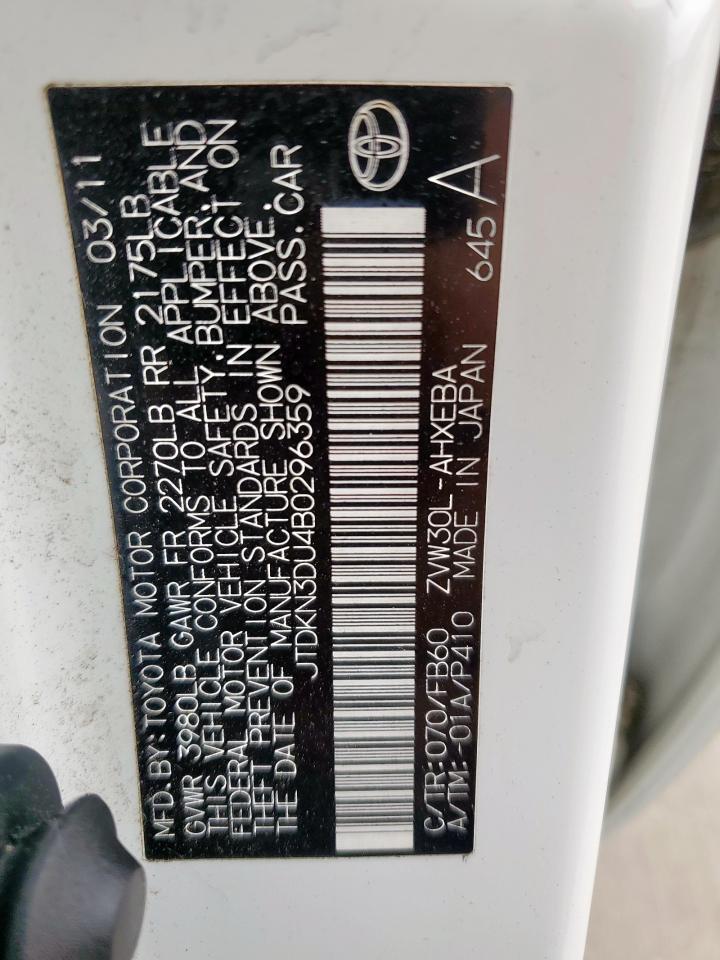 MFD.BY:TOYOTA MOTOR CORPORATION 03/11
GVWR 3980LB GAWR FR 2270LB RR 2175LB
THIS VEHICLE CONFORMS TO ALL APPLICABLE
FEDERAL MOTOR VEHICLE SAFETY,BUMPER,AND
THEFT PREVENTION STANDARDS IN EFFECT ON
THE DATE OF MANUFACTURE SHOWN ABOVE.
JTDKN3DU4B0296359 PASS.CAR
C/TR:070/FB60 ZVW30L-AHXEBA
A/TM:-01A/P410 MADE IN JAPAN 645 A